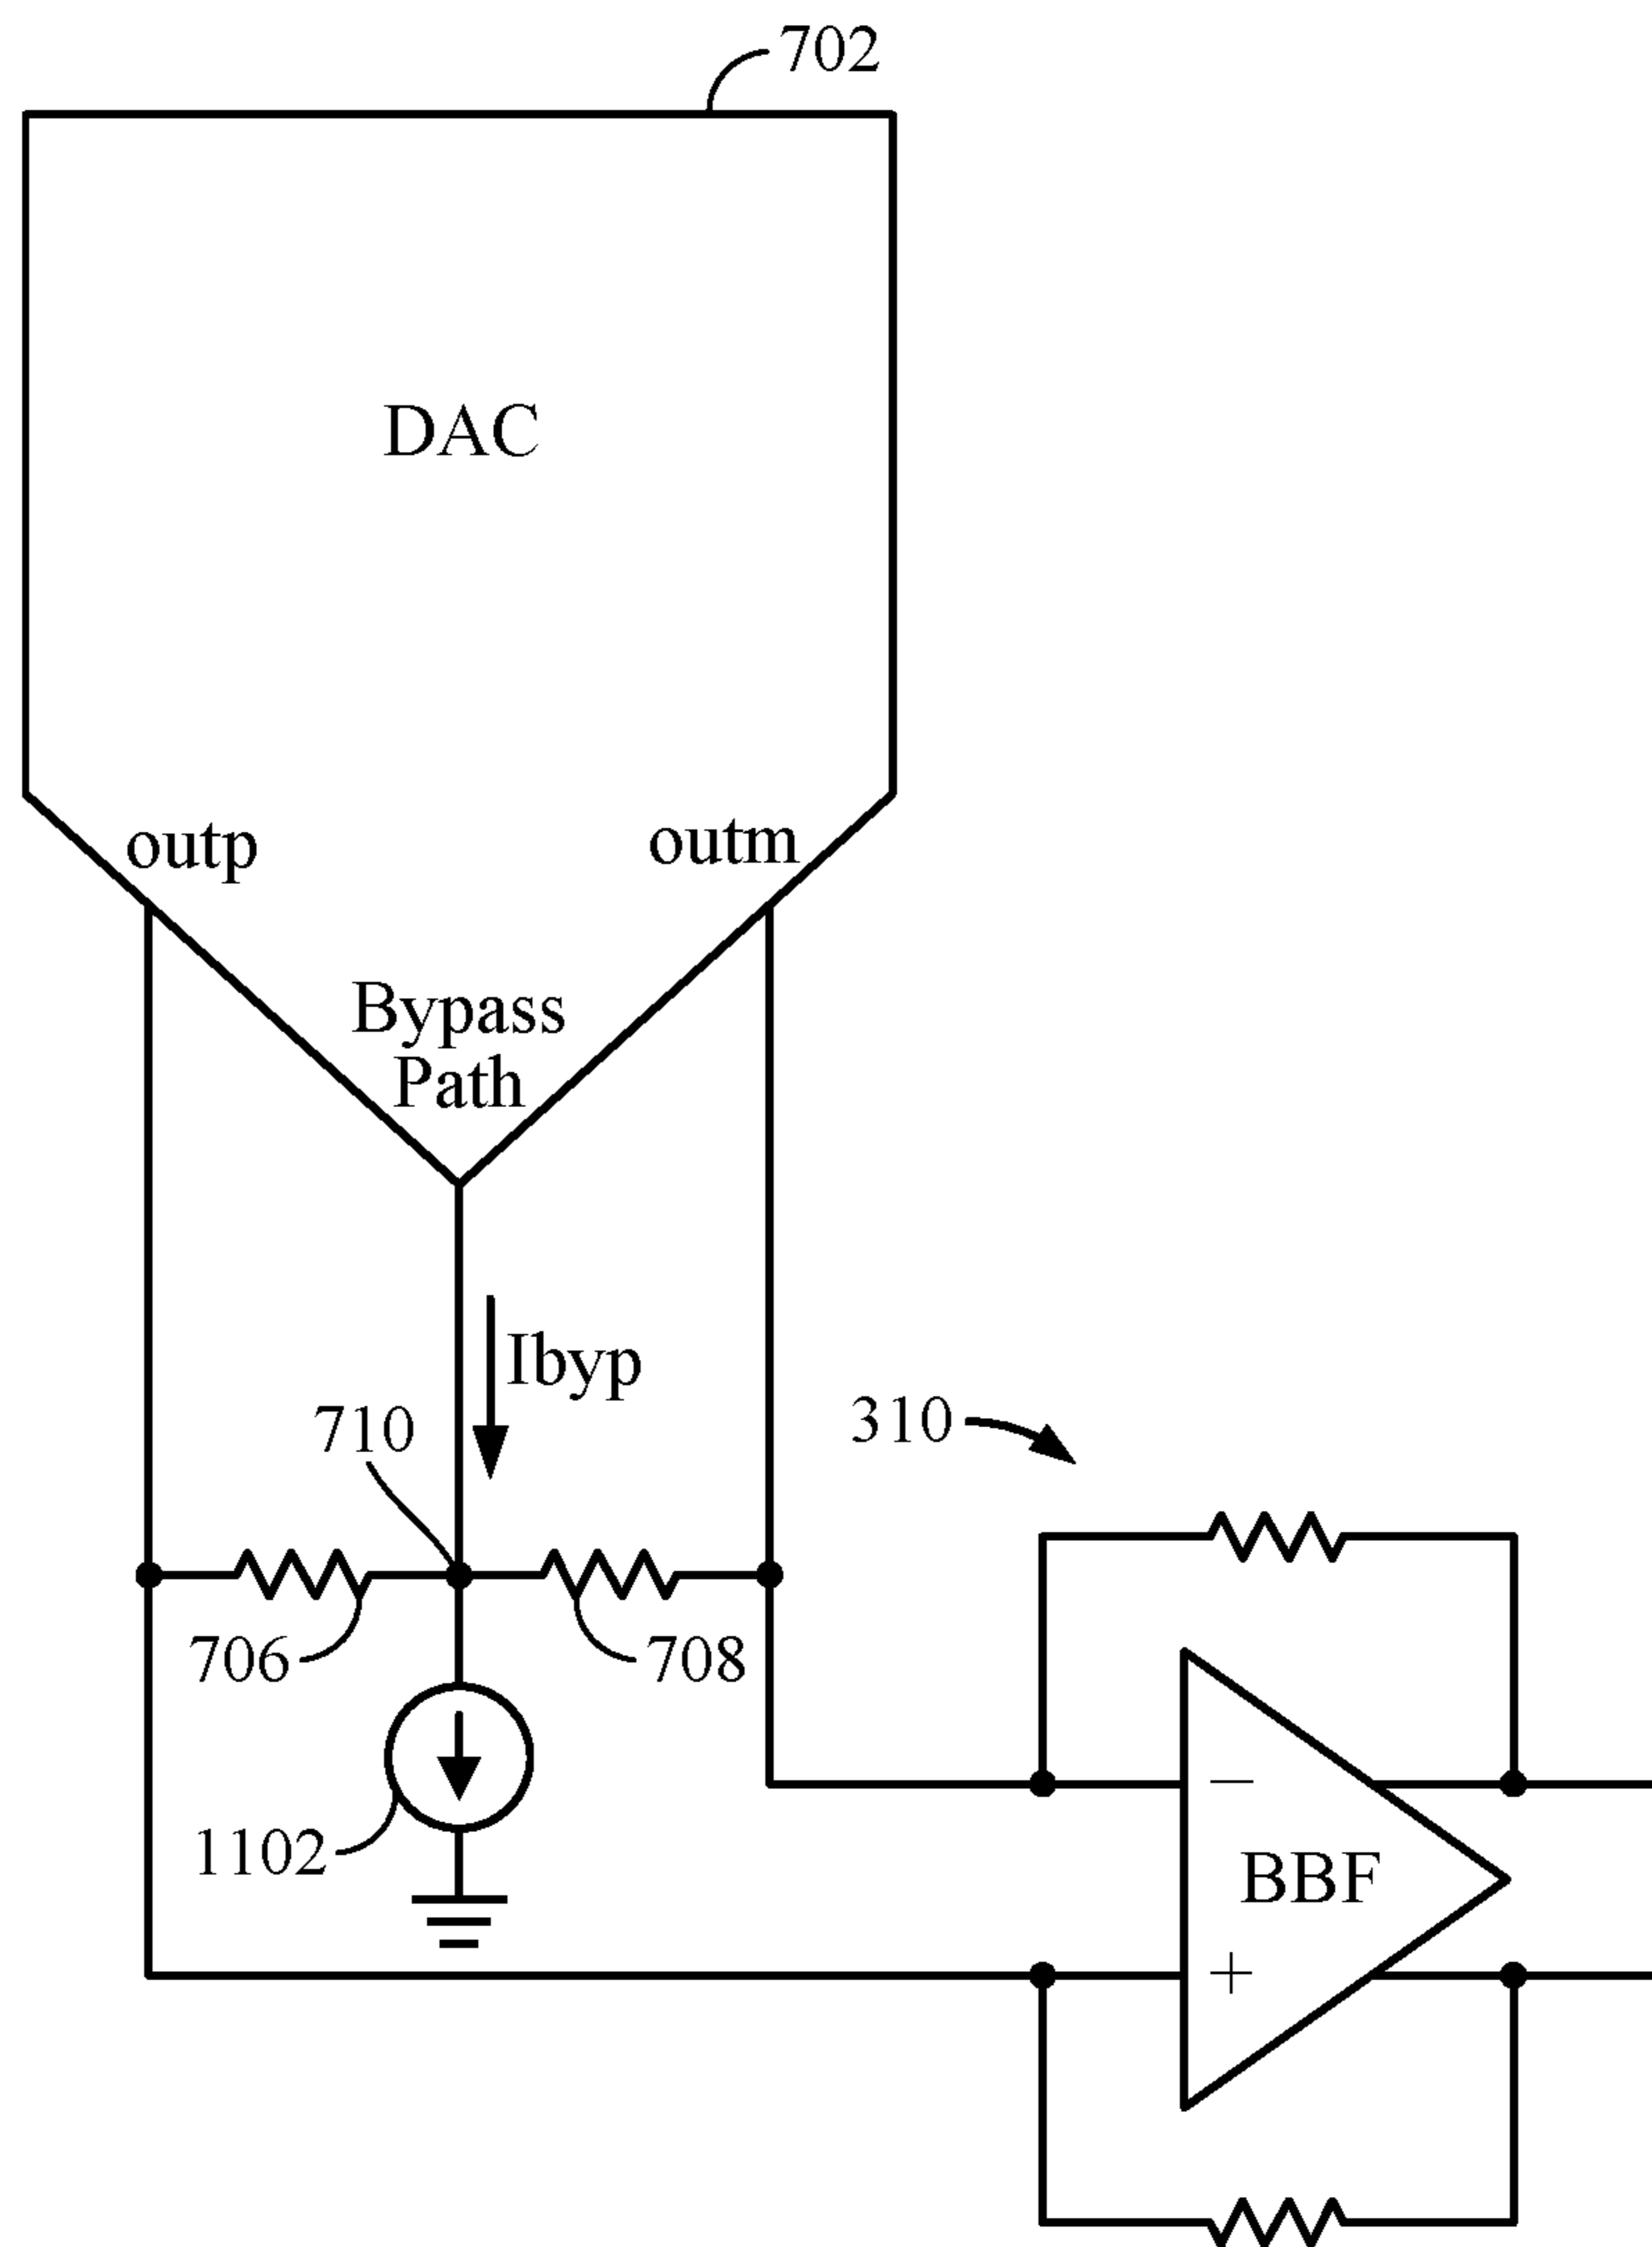 702
DAC
outp
outm
Bypass
Path
Ibyp
710
310
706
708
1102
−
BBF
+